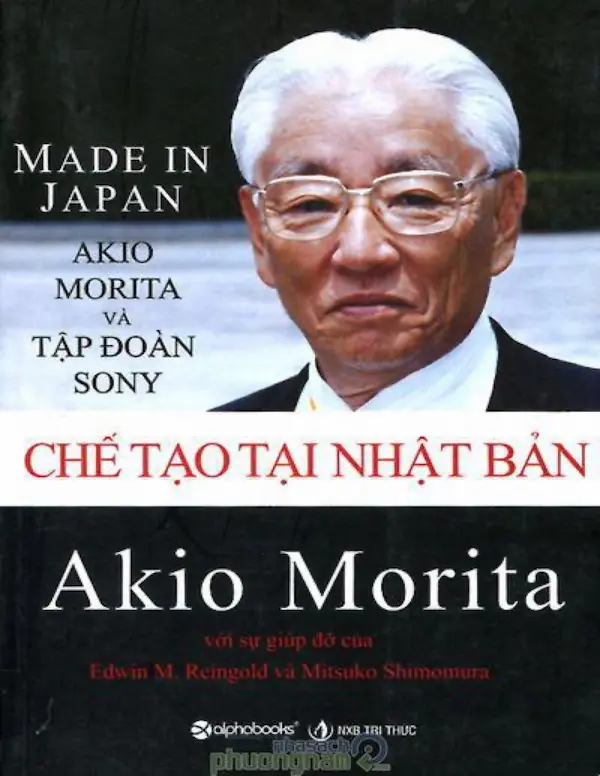 MADE IN
JAPAN
AKIO
MORITA
VÀ
TẬP ĐOÀN
SONY
CHẾ TẠO TẠI NHẬT BẢN
Akio Morita
với sự giúp đỡ của
Edwin M. Reingold và Mitsuko Shimomura
alphabooks NXB TRI THỨC
nhasach
phuongnam